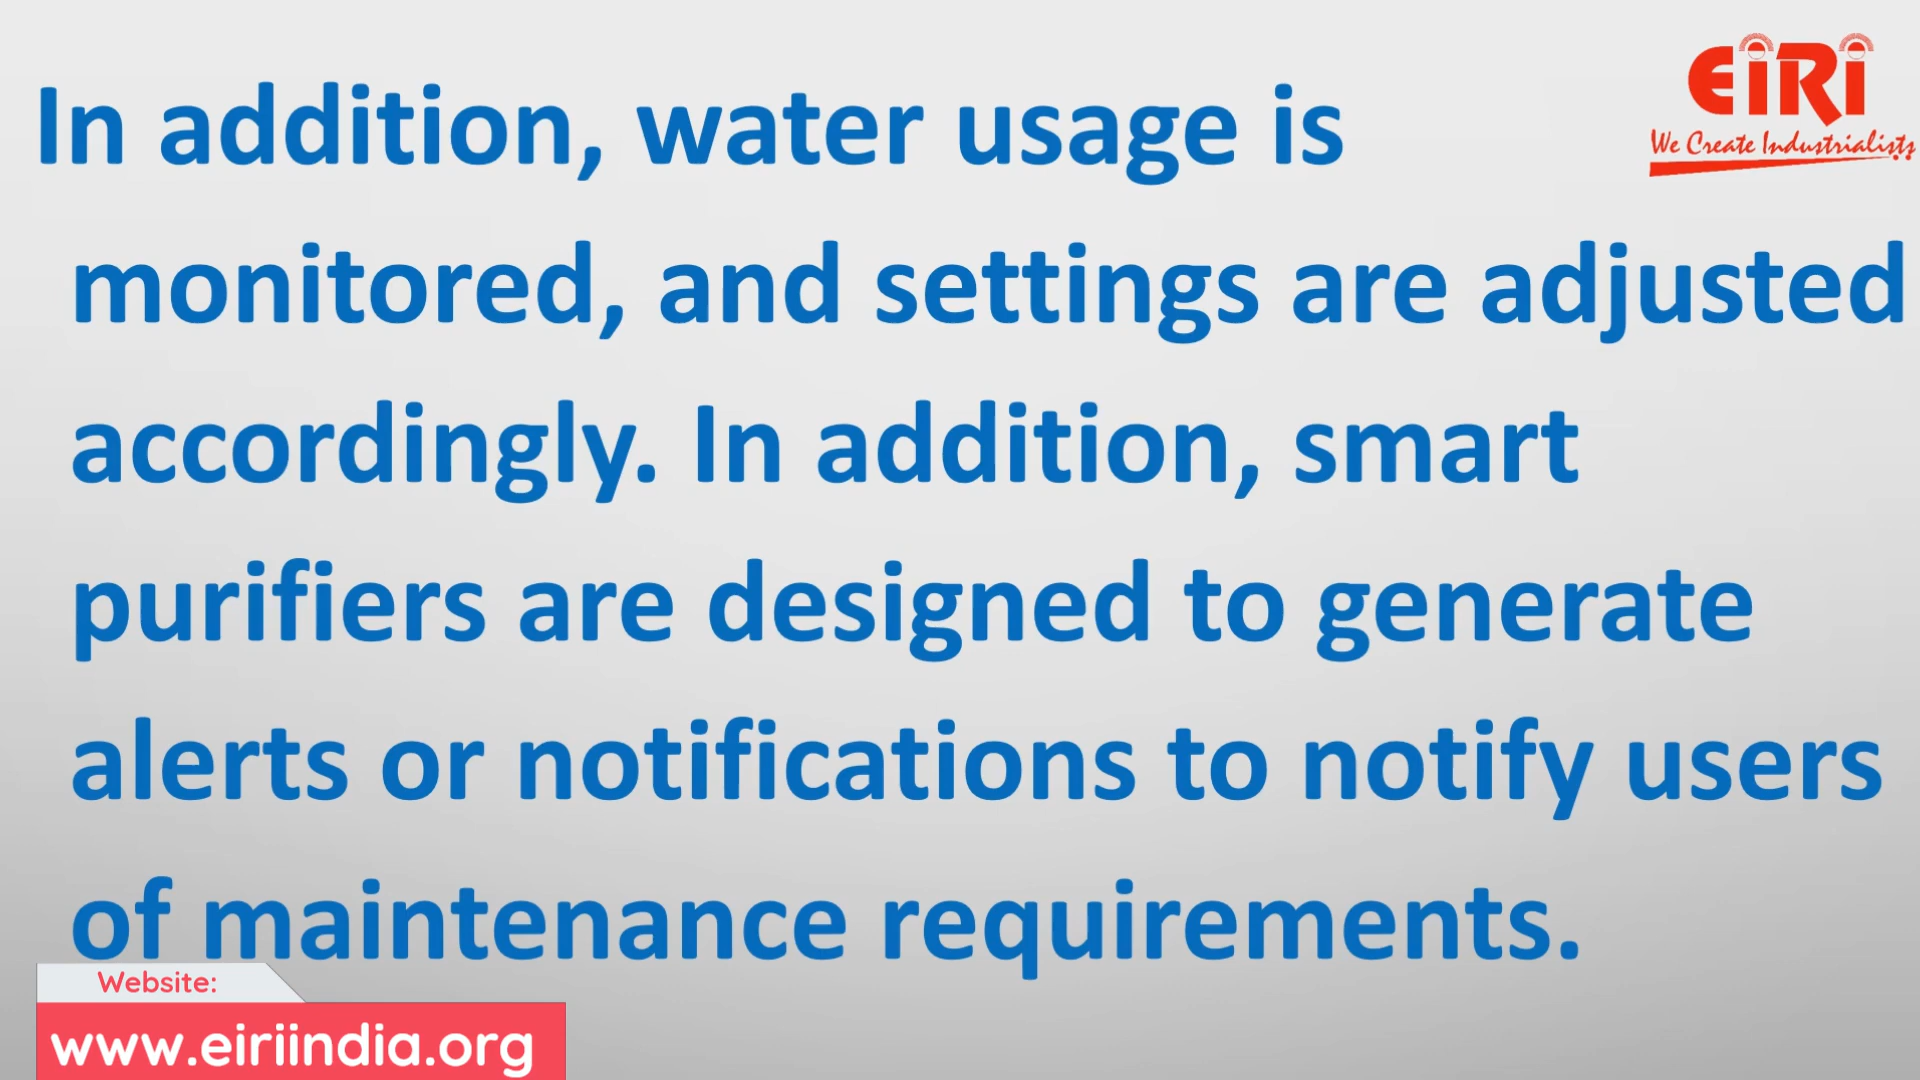 In addition, water usage is
monitored, and settings are adjusted
accordingly. In addition, smart
purifiers are designed to generate
alerts or notifications to notify users
of maintenance requirements.
EiRi
We Create Industrialists
Website:
www.eiriindia.org